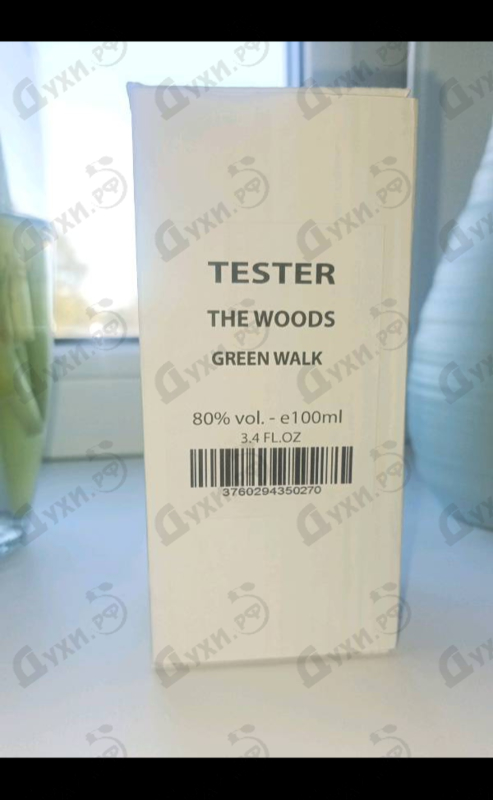 TESTER
THE WOODS
GREEN WALK
80% vol. - e100ml
3.4 FL.OZ
3760294350270
Духи.РФ